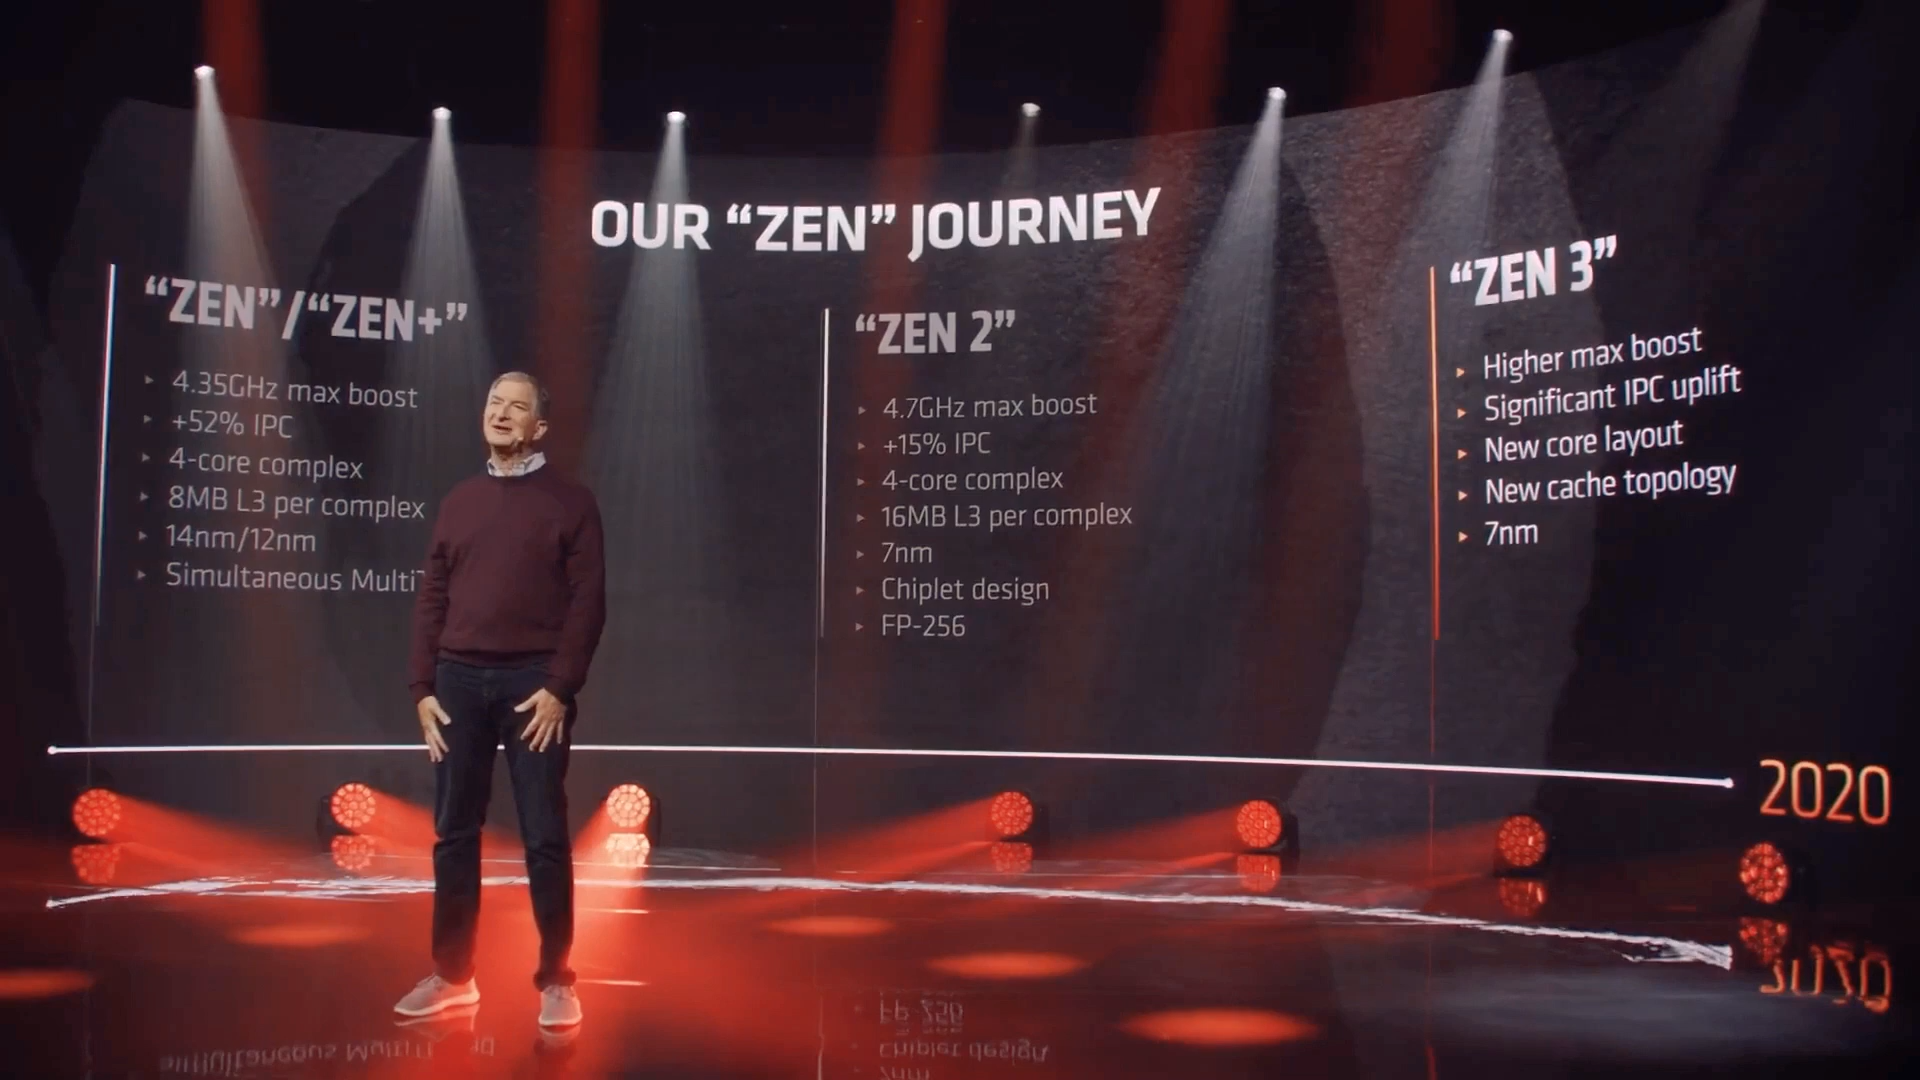 OUR “ZEN” JOURNEY
“ZEN”/“ZEN+”
4.35GHz max boost
+52% IPC
4-core complex
8MB L3 per complex
14nm/12nm
Simultaneous Multi
“ZEN 2”
4.7GHz max boost
+15% IPC
4-core complex
16MB L3 per complex
7nm
Chiplet design
FP-256
“ZEN 3”
Higher max boost
Significant IPC uplift
New core layout
New cache topology
7nm
2020